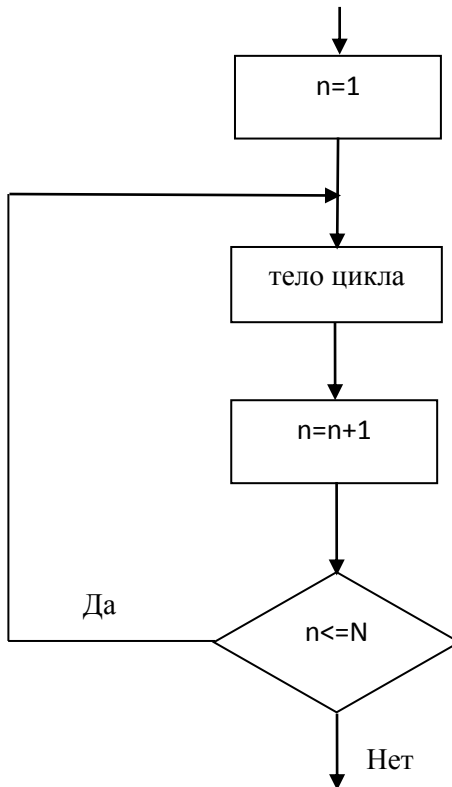 n=1
тело цикла
n=n+1
Да
n<=N
Нет